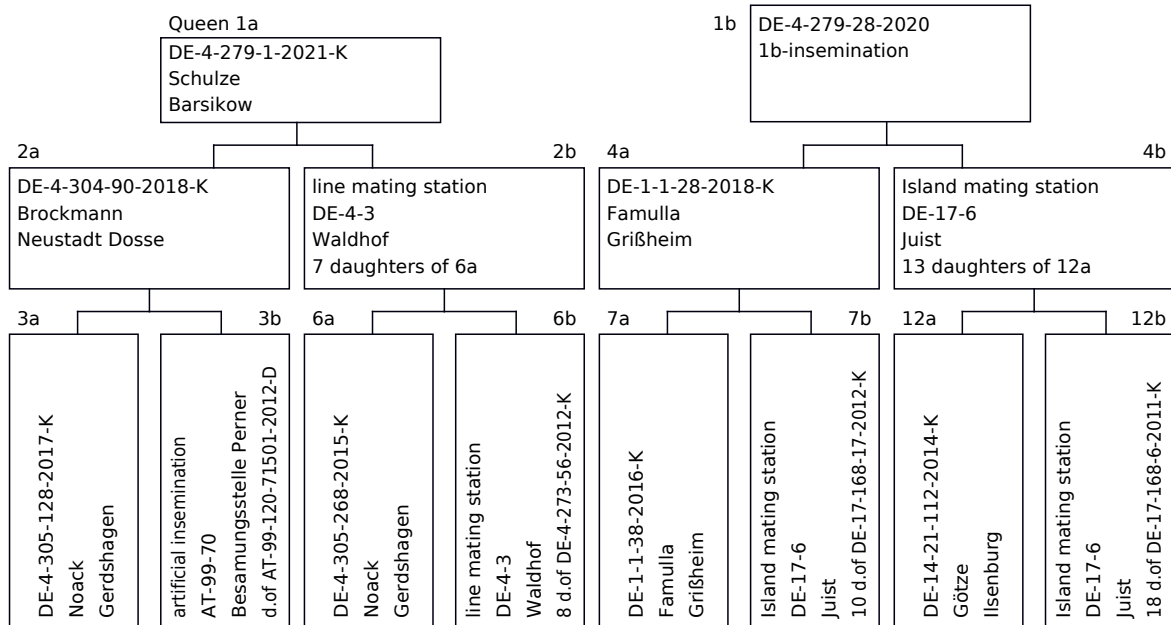 Queen 1a
DE-4-279-1-2021-K
Schulze
Barsikow
1b
DE-4-279-28-2020
1b-insemination
2a
DE-4-304-90-2018-K
Brockmann
Neustadt Dosse
2b
line mating station
DE-4-3
Waldhof
7 daughters of 6a
4a
DE-1-1-28-2018-K
Famulla
Grißheim
4b
Island mating station
DE-17-6
Juist
13 daughters of 12a
3a
DE-4-305-128-2017-K
Noack
Gerdshagen
3b
artificial insemination
AT-99-70
Besamungsstelle Perner
d.of AT-99-120-71501-2012-D
6a
DE-4-305-268-2015-K
Noack
Gerdshagen
6b
line mating station
DE-4-3
Waldhof
8 d.of DE-4-273-56-2012-K
7a
DE-1-1-38-2016-K
Famulla
Grißheim
7b
Island mating station
DE-17-6
Juist
10 d.of DE-17-168-17-2012-K
12a
DE-14-21-112-2014-K
Götze
Ilsenburg
12b
Island mating station
DE-17-6
Juist
18 d.of DE-17-168-6-2011-K